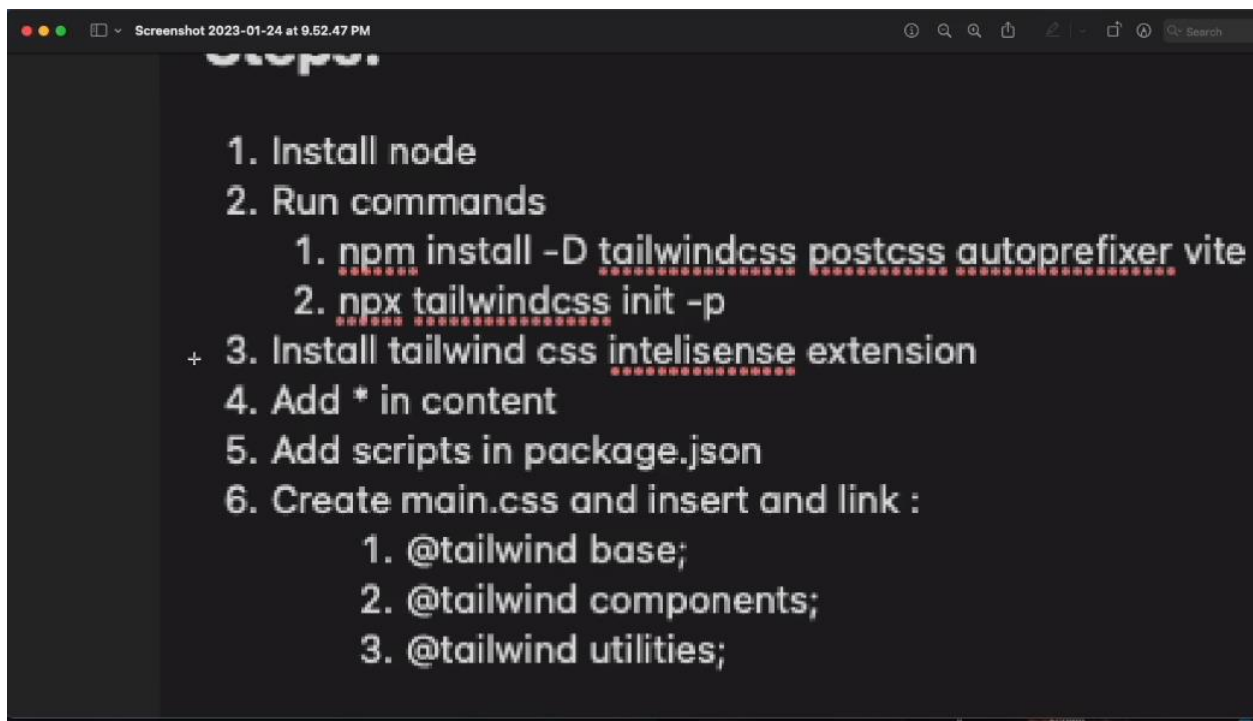 Screenshot 2023-01-24 at 9.52.47 PM
Search
Steps:
1. Install node
2. Run commands
1. npm install -D tailwindcss postcss autoprefixer vite
2. npx tailwindcss init -p
3. Install tailwind css intelisense extension
4. Add * in content
5. Add scripts in package.json
6. Create main.css and insert and link :
1. @tailwind base;
2. @tailwind components;
3. @tailwind utilities;